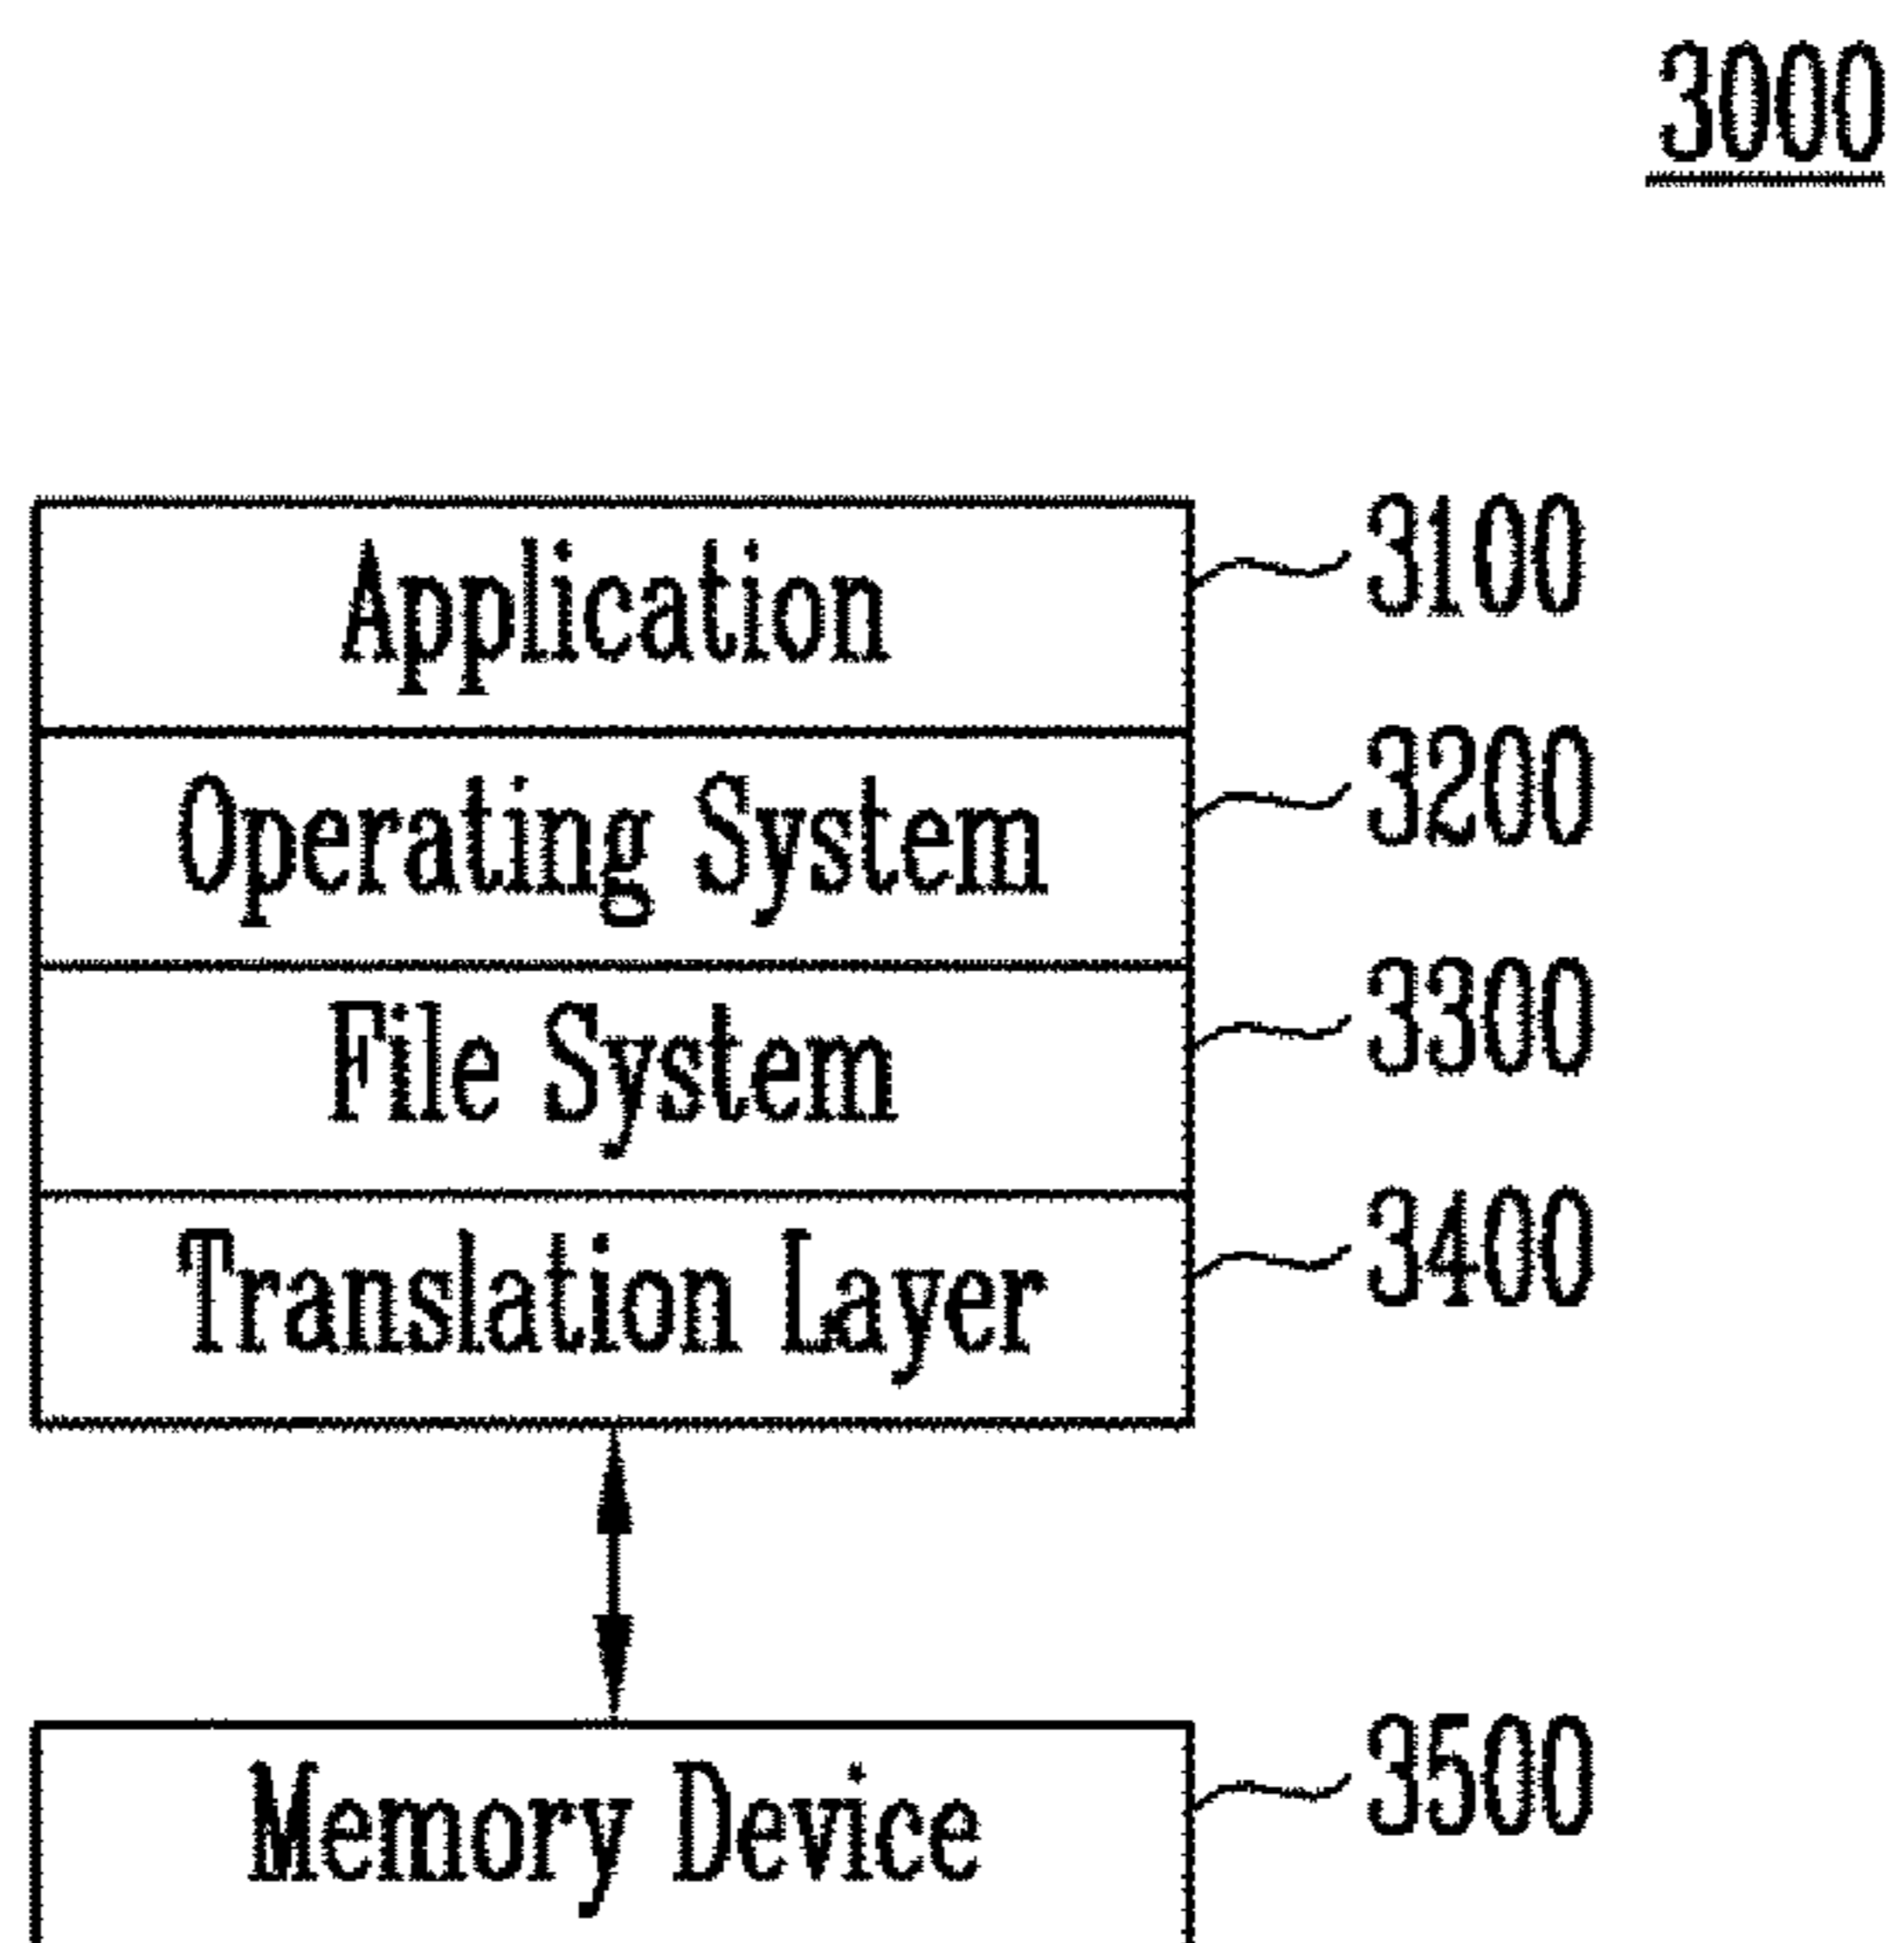 3000
Application 3100
Operating System 3200
File System 3300
Translation Layer 3400
Memory Device 3500